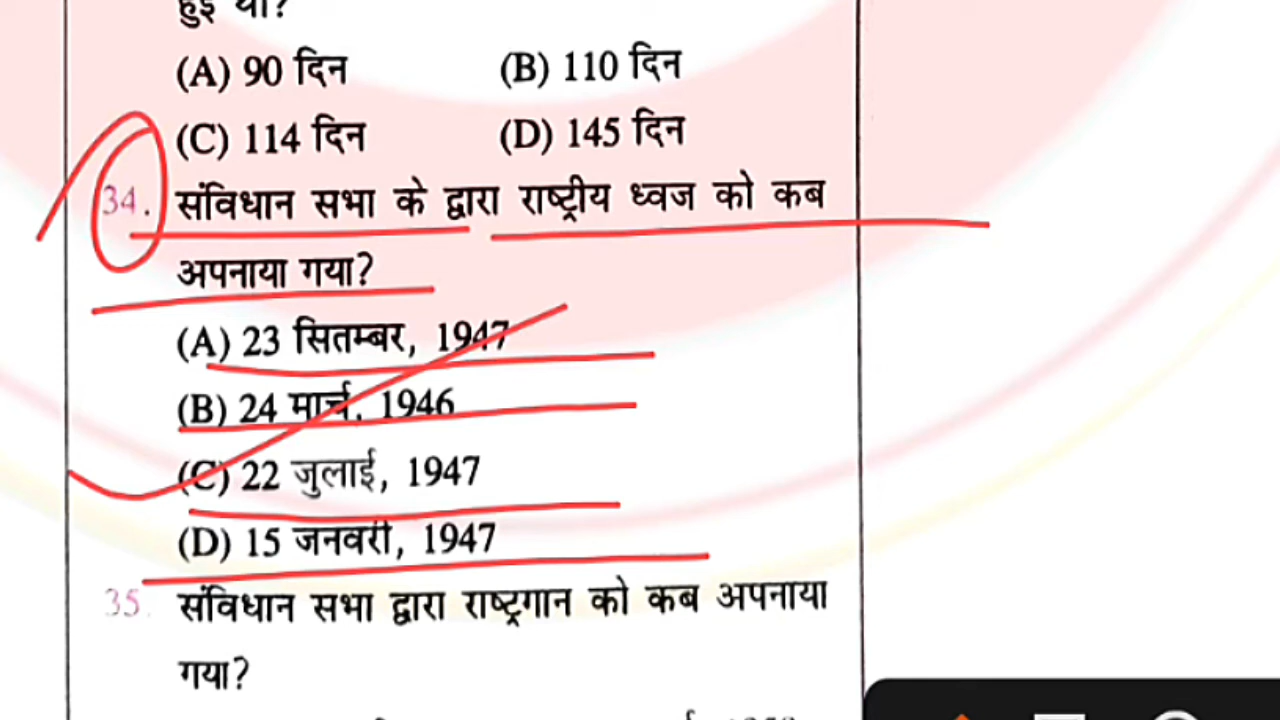 हुई थी?
(A) 90 दिन (B) 110 दिन
(C) 114 दिन (D) 145 दिन
34. संविधान सभा के द्वारा राष्ट्रीय ध्वज को कब
अपनाया गया?
(A) 23 सितम्बर, 1947
(B) 24 मार्च, 1946
(C) 22 जुलाई, 1947
(D) 15 जनवरी, 1947
35. संविधान सभा द्वारा राष्ट्रगान को कब अपनाया
गया?